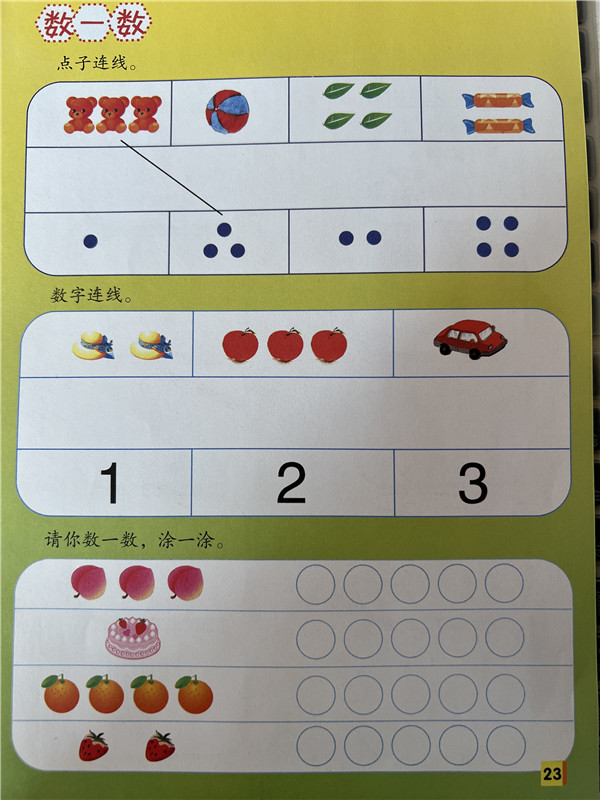 数一数
点子连线。
数字连线。
1 2 3
请你数一数，涂一涂。
23